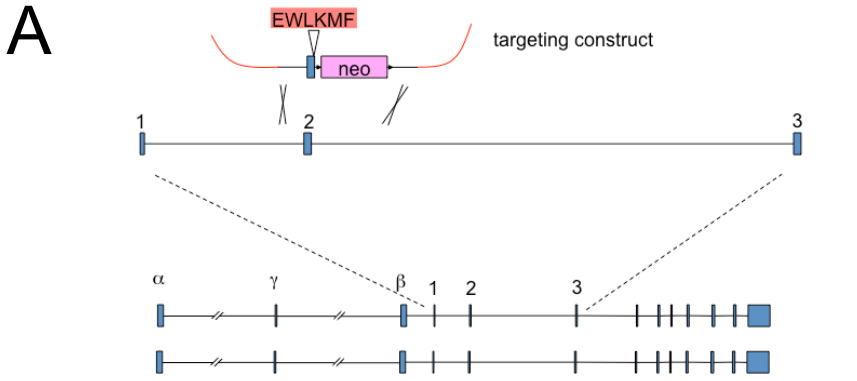 A
EWLKMF
targeting construct
neo
1 2 3
α γ β 1 2 3